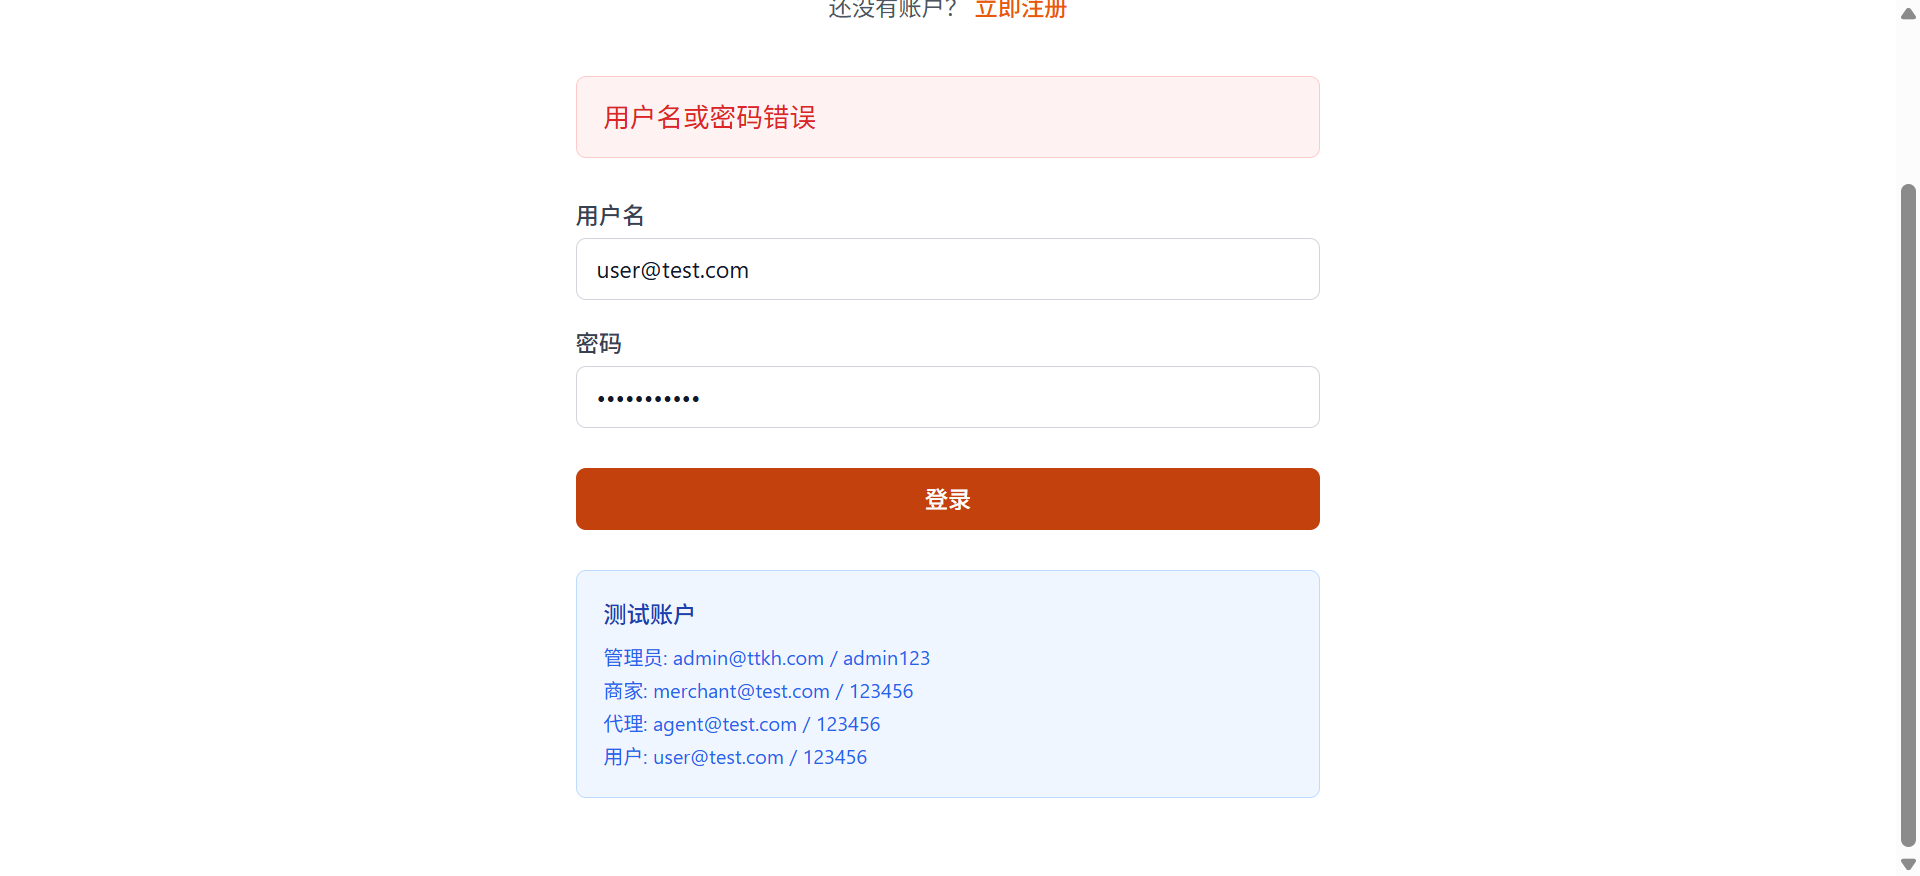 还没有账户？ 立即注册
用户名或密码错误
用户名
user@test.com
密码
•••••••••••
登录
测试账户
管理员: admin@ttkh.com / admin123
商家: merchant@test.com / 123456
代理: agent@test.com / 123456
用户: user@test.com / 123456